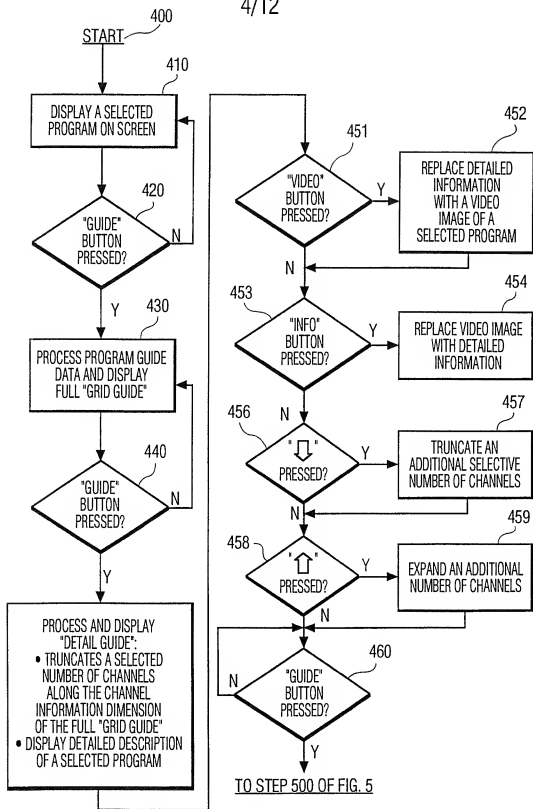 4/12
START
400
410
DISPLAY A SELECTED
PROGRAM ON SCREEN
420
"GUIDE"
BUTTON
PRESSED?
N
Y
430
PROCESS PROGRAM GUIDE
DATA AND DISPLAY
FULL "GRID GUIDE"
440
"GUIDE"
BUTTON
PRESSED?
N
Y
PROCESS AND DISPLAY
"DETAIL GUIDE":
• TRUNCATES A SELECTED
NUMBER OF CHANNELS
ALONG THE CHANNEL
INFORMATION DIMENSION
OF THE FULL "GRID GUIDE"
• DISPLAY DETAILED DESCRIPTION
OF A SELECTED PROGRAM
451
"VIDEO"
BUTTON
PRESSED?
Y
N
452
REPLACE DETAILED
INFORMATION
WITH A VIDEO
IMAGE OF A
SELECTED PROGRAM
453
"INFO"
BUTTON
PRESSED?
Y
N
454
REPLACE VIDEO IMAGE
WITH DETAILED
INFORMATION
456
"⇩"
PRESSED?
Y
N
457
TRUNCATE AN
ADDITIONAL SELECTIVE
NUMBER OF CHANNELS
458
"⇧"
PRESSED?
Y
N
459
EXPAND AN ADDITIONAL
NUMBER OF CHANNELS
460
"GUIDE"
BUTTON
PRESSED?
N
Y
TO STEP 500 OF FIG. 5